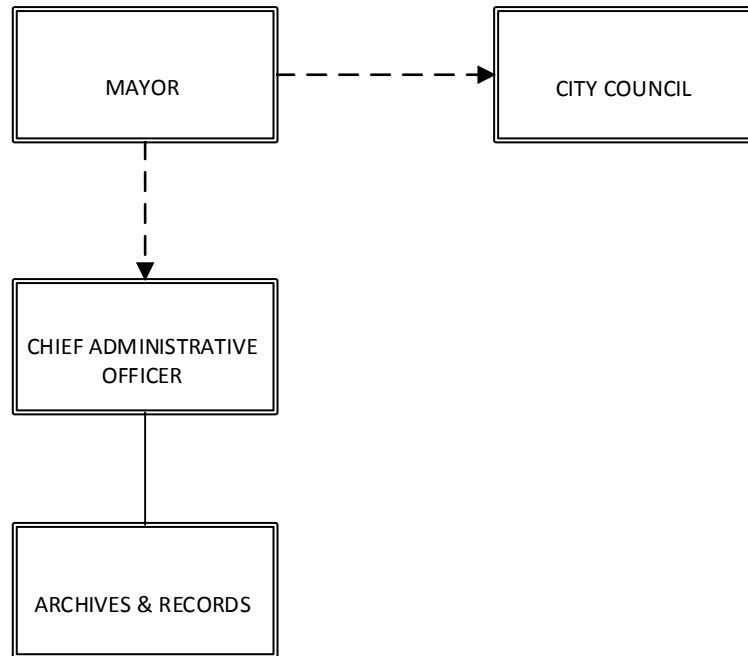 MAYOR
CITY COUNCIL
CHIEF ADMINISTRATIVE
OFFICER
ARCHIVES & RECORDS